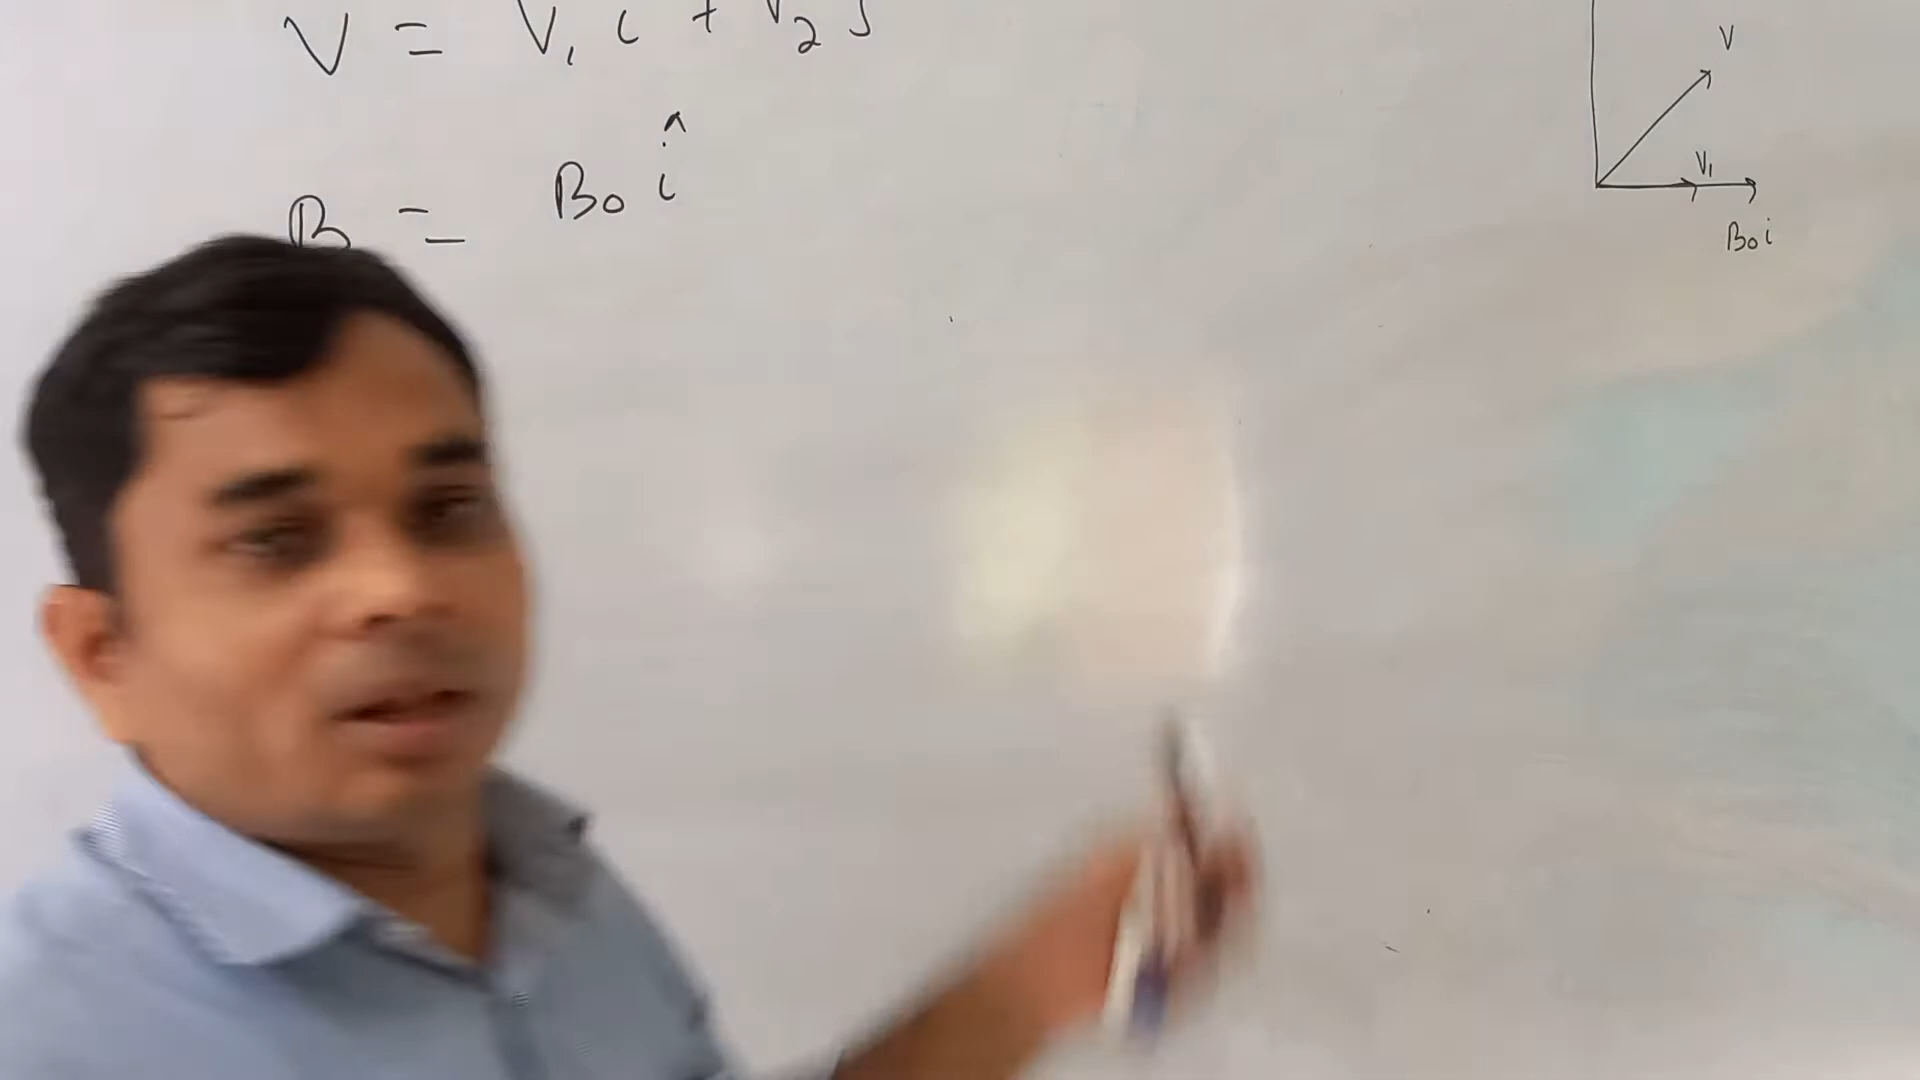 V = V₁ i + V₂ j
B = B₀ î
V
V₁
B₀ i